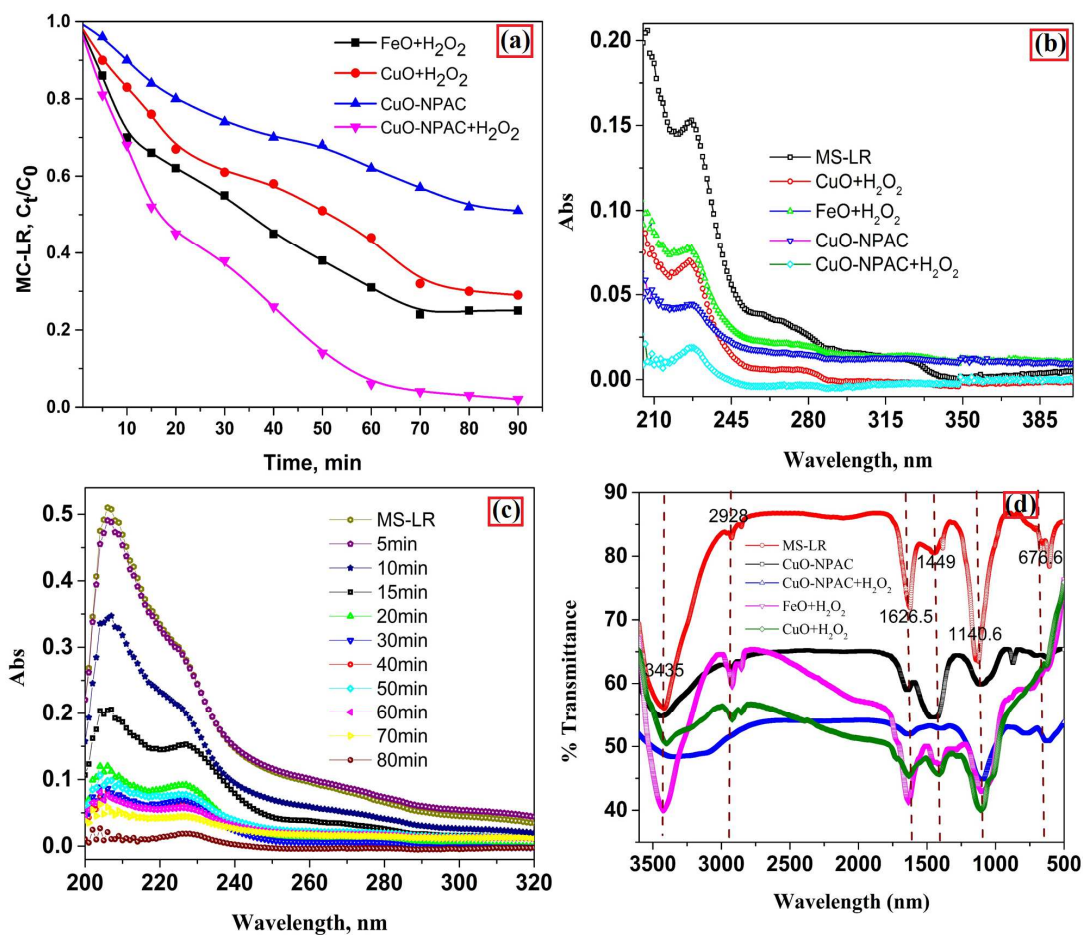 (a)
FeO+H2O2
CuO+H2O2
CuO-NPAC
CuO-NPAC+H2O2
MC-LR, Ct/C0
1.0
0.8
0.6
0.4
0.2
0.0
10 20 30 40 50 60 70 80 90
Time, min
(b)
MS-LR
CuO+H2O2
FeO+H2O2
CuO-NPAC
CuO-NPAC+H2O2
Abs
0.20
0.15
0.10
0.05
0.00
210 245 280 315 350 385
Wavelength, nm
(c)
MS-LR
5min
10min
15min
20min
30min
40min
50min
60min
70min
80min
Abs
0.5
0.4
0.3
0.2
0.1
0.0
200 220 240 260 280 300 320
Wavelength, nm
(d)
MS-LR
CuO-NPAC
CuO-NPAC+H2O2
FeO+H2O2
CuO+H2O2
3435
2928
1626.5
1449
1140.6
676.6
% Transmittance
90
80
70
60
50
40
3500 3000 2500 2000 1500 1000 500
Wavelength (nm)